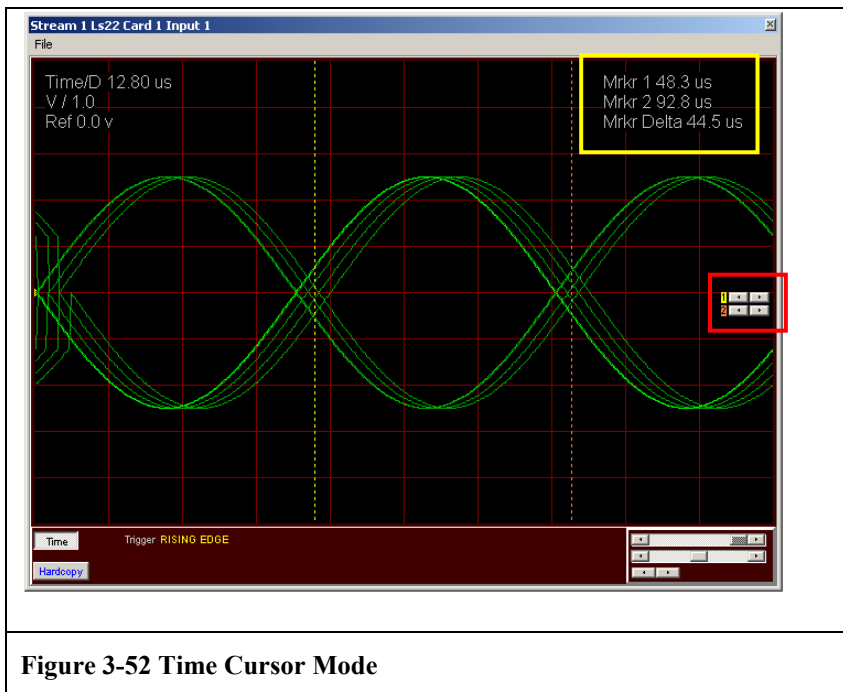 Stream 1 Ls22 Card 1 Input 1
File
Time/D 12.80 us
V / 1.0
Ref 0.0 v
Mrkr 1 48.3 us
Mrkr 2 92.8 us
Mrkr Delta 44.5 us
1
2
Time
Trigger RISING EDGE
Hardcopy
Figure 3-52 Time Cursor Mode